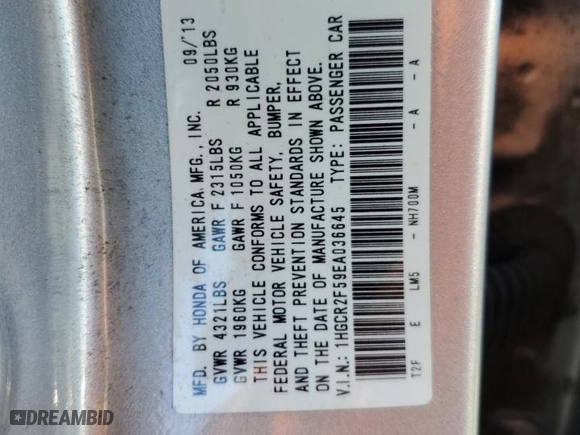 MFD. BY HONDA OF AMERICA MFG., INC. 09/'13
GVWR 4321LBS GAWR F 2315LBS R 2050LBS
GVWR 1960KG GAWR F 1050KG R 930KG
THIS VEHICLE CONFORMS TO ALL APPLICABLE
FEDERAL MOTOR VEHICLE SAFETY, BUMPER,
AND THEFT PREVENTION STANDARDS IN EFFECT
ON THE DATE OF MANUFACTURE SHOWN ABOVE.
V.I.N.: 1HGCR2F59EA036645 TYPE: PASSENGER CAR
T2F E LM5 - NH700M - A - A
DREAMBID